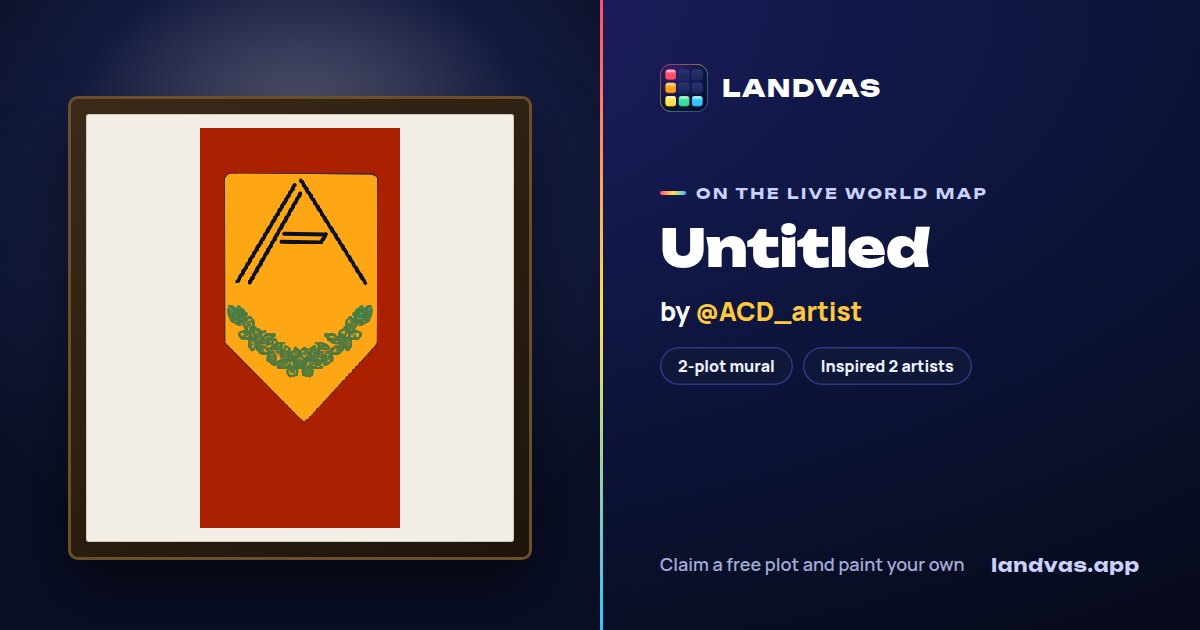 A
LANDVAS
ON THE LIVE WORLD MAP
Untitled
by @ACD_artist
2-plot mural
Inspired 2 artists
Claim a free plot and paint your own
landvas.app